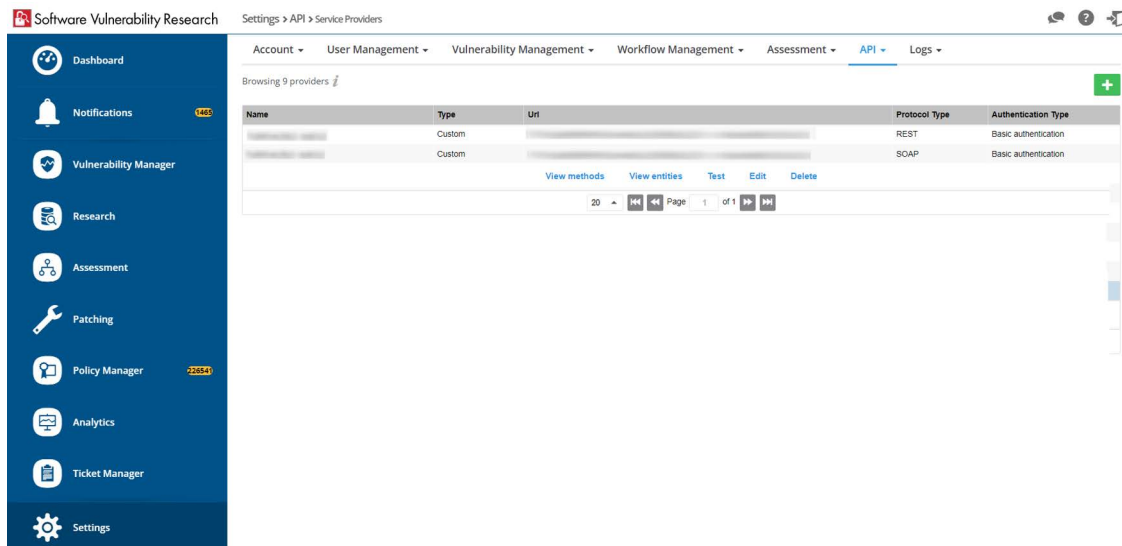 Software Vulnerability Research
Settings > API > Service Providers
?
Dashboard
Notifications 1465
Vulnerability Manager
Research
Assessment
Patching
Policy Manager 226541
Analytics
Ticket Manager
Settings
Account User Management Vulnerability Management Workflow Management Assessment API Logs
Browsing 9 providers i
Name Type Url Protocol Type Authentication Type
Custom REST Basic authentication
Custom SOAP Basic authentication
View methods View entities Test Edit Delete
20 Page 1 of 1